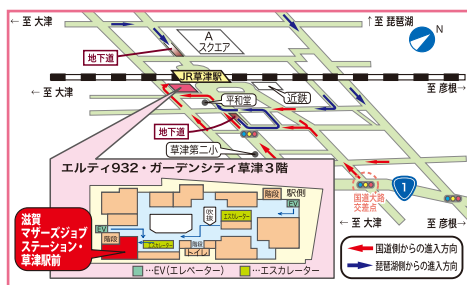 ← 至 大津
↑至 琵琶湖
A
スクエア
N
地下道
JR草津駅
← 至 大津
平和堂
近鉄
至 彦根→
地下道
草津第二小
エルティ932・ガーデンシティ草津3階
階段
駅側
EV
吹抜
エスカレーター
滋賀
マザーズジョブ
ステーション・
草津駅前
EV
階段
エスカレーター
階段
トイレ
…EV(エレベーター)
…エスカレーター
国道大路
交差点
1
← 至 大津
至 彦根→
…国道側からの進入方向
…琵琶湖側からの進入方向